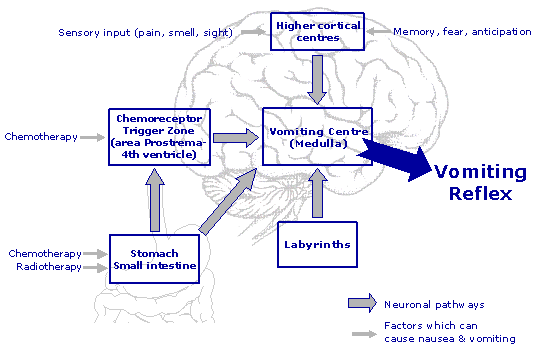 Higher cortical
centres
Sensory input (pain, smell, sight)
Memory, fear, anticipation
Chemoreceptor
Trigger Zone
(area Prostrema-
4th ventricle)
Chemotherapy
Vomiting Centre
(Medulla)
Vomiting
Reflex
Stomach
Small intestine
Chemotherapy
Radiotherapy
Labyrinths
Neuronal pathways
Factors which can
cause nausea & vomiting